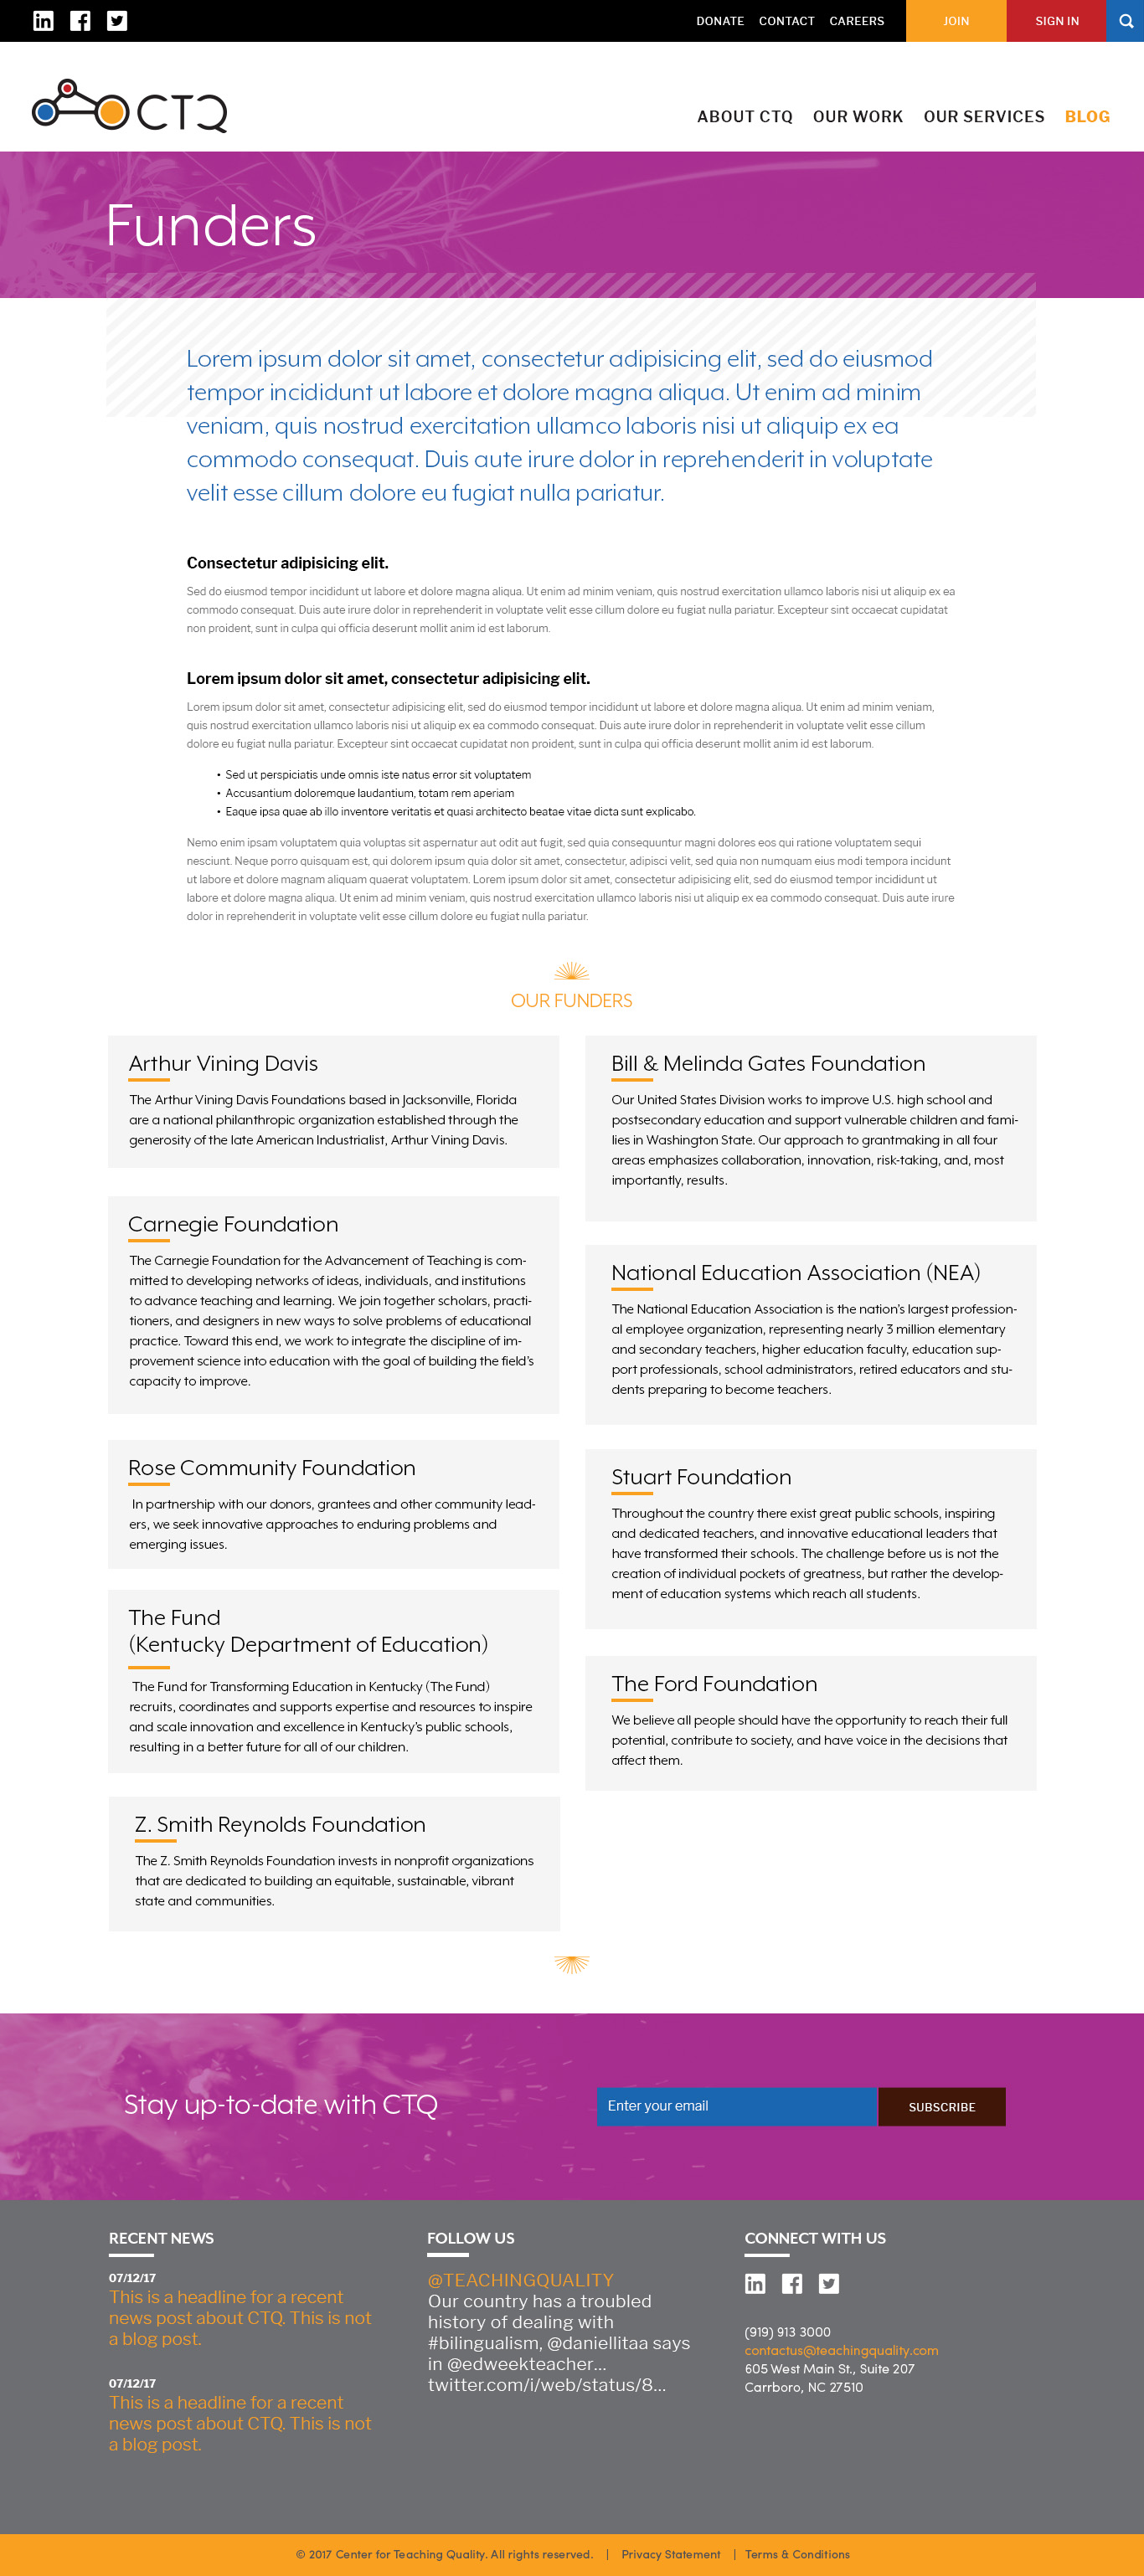 DONATE CONTACT CAREERS JOIN SIGN IN
CTQ
ABOUT CTQ OUR WORK OUR SERVICES BLOG
Funders
Lorem ipsum dolor sit amet, consectetur adipisicing elit, sed do eiusmod
tempor incididunt ut labore et dolore magna aliqua. Ut enim ad minim
veniam, quis nostrud exercitation ullamco laboris nisi ut aliquip ex ea
commodo consequat. Duis aute irure dolor in reprehenderit in voluptate
velit esse cillum dolore eu fugiat nulla pariatur.
Consectetur adipisicing elit.
Sed do eiusmod tempor incididunt ut labore et dolore magna aliqua. Ut enim ad minim veniam, quis nostrud exercitation ullamco laboris nisi ut aliquip ex ea
commodo consequat. Duis aute irure dolor in reprehenderit in voluptate velit esse cillum dolore eu fugiat nulla pariatur. Excepteur sint occaecat cupidatat
non proident, sunt in culpa qui officia deserunt mollit anim id est laborum.
Lorem ipsum dolor sit amet, consectetur adipisicing elit.
Lorem ipsum dolor sit amet, consectetur adipisicing elit, sed do eiusmod tempor incididunt ut labore et dolore magna aliqua. Ut enim ad minim veniam,
quis nostrud exercitation ullamco laboris nisi ut aliquip ex ea commodo consequat. Duis aute irure dolor in reprehenderit in voluptate velit esse cillum
dolore eu fugiat nulla pariatur. Excepteur sint occaecat cupidatat non proident, sunt in culpa qui officia deserunt mollit anim id est laborum.
• Sed ut perspiciatis unde omnis iste natus error sit voluptatem
• Accusantium doloremque laudantium, totam rem aperiam
• Eaque ipsa quae ab illo inventore veritatis et quasi architecto beatae vitae dicta sunt explicabo.
Nemo enim ipsam voluptatem quia voluptas sit aspernatur aut odit aut fugit, sed quia consequuntur magni dolores eos qui ratione voluptatem sequi
nesciunt. Neque porro quisquam est, qui dolorem ipsum quia dolor sit amet, consectetur, adipisci velit, sed quia non numquam eius modi tempora incidunt
ut labore et dolore magnam aliquam quaerat voluptatem. Lorem ipsum dolor sit amet, consectetur adipisicing elit, sed do eiusmod tempor incididunt ut
labore et dolore magna aliqua. Ut enim ad minim veniam, quis nostrud exercitation ullamco laboris nisi ut aliquip ex ea commodo consequat. Duis aute irure
dolor in reprehenderit in voluptate velit esse cillum dolore eu fugiat nulla pariatur.
OUR FUNDERS
Arthur Vining Davis
The Arthur Vining Davis Foundations based in Jacksonville, Florida
are a national philanthropic organization established through the
generosity of the late American Industrialist, Arthur Vining Davis.
Carnegie Foundation
The Carnegie Foundation for the Advancement of Teaching is com-
mitted to developing networks of ideas, individuals, and institutions
to advance teaching and learning. We join together scholars, practi-
tioners, and designers in new ways to solve problems of educational
practice. Toward this end, we work to integrate the discipline of im-
provement science into education with the goal of building the field's
capacity to improve.
Rose Community Foundation
In partnership with our donors, grantees and other community lead-
ers, we seek innovative approaches to enduring problems and
emerging issues.
The Fund
(Kentucky Department of Education)
The Fund for Transforming Education in Kentucky (The Fund)
recruits, coordinates and supports expertise and resources to inspire
and scale innovation and excellence in Kentucky's public schools,
resulting in a better future for all of our children.
Z. Smith Reynolds Foundation
The Z. Smith Reynolds Foundation invests in nonprofit organizations
that are dedicated to building an equitable, sustainable, vibrant
state and communities.
Bill & Melinda Gates Foundation
Our United States Division works to improve U.S. high school and
postsecondary education and support vulnerable children and fami-
lies in Washington State. Our approach to grantmaking in all four
areas emphasizes collaboration, innovation, risk-taking, and, most
importantly, results.
National Education Association (NEA)
The National Education Association is the nation's largest profession-
al employee organization, representing nearly 3 million elementary
and secondary teachers, higher education faculty, education sup-
port professionals, school administrators, retired educators and stu-
dents preparing to become teachers.
Stuart Foundation
Throughout the country there exist great public schools, inspiring
and dedicated teachers, and innovative educational leaders that
have transformed their schools. The challenge before us is not the
creation of individual pockets of greatness, but rather the develop-
ment of education systems which reach all students.
The Ford Foundation
We believe all people should have the opportunity to reach their full
potential, contribute to society, and have voice in the decisions that
affect them.
Stay up-to-date with CTQ
Enter your email SUBSCRIBE
RECENT NEWS
07/12/17
This is a headline for a recent
news post about CTQ. This is not
a blog post.
07/12/17
This is a headline for a recent
news post about CTQ. This is not
a blog post.
FOLLOW US
@TEACHINGQUALITY
Our country has a troubled
history of dealing with
#bilingualism, @daniellitaa says
in @edweekteacher...
twitter.com/i/web/status/8...
CONNECT WITH US
(919) 913 3000
contactus@teachingquality.com
605 West Main St., Suite 207
Carrboro, NC 27510
© 2017 Center for Teaching Quality. All rights reserved. | Privacy Statement | Terms & Conditions